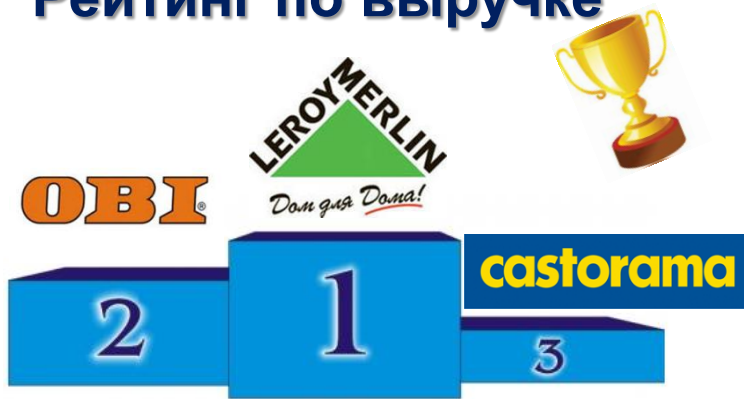 Рейтинг по выручке
LEROY MERLIN
Дом для Дома!
OBI®
castorama
2
1
3